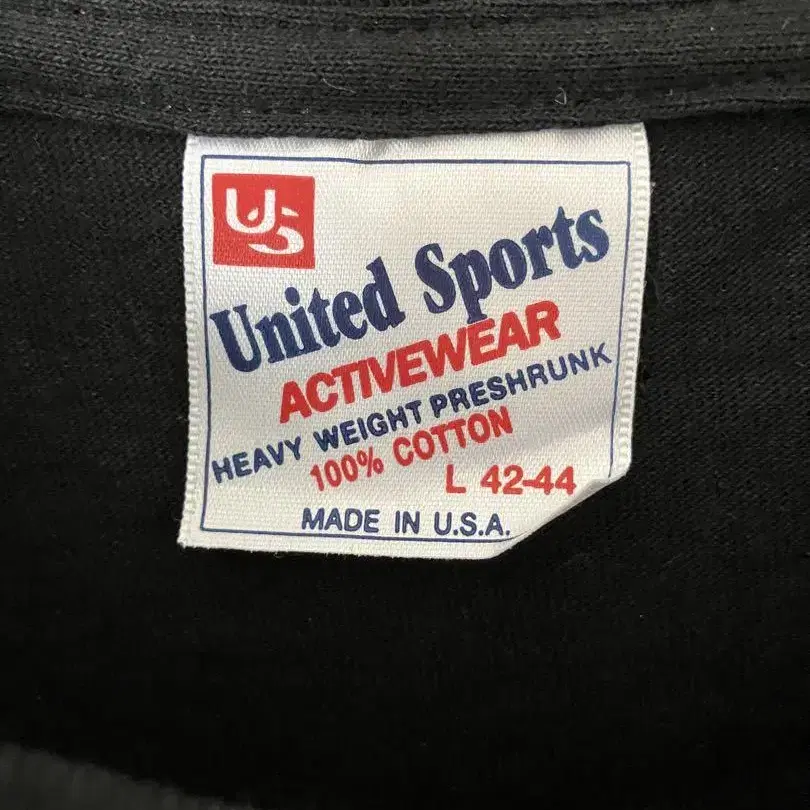 US
United Sports
ACTIVEWEAR
HEAVY WEIGHT PRESHRUNK
100% COTTON
L 42-44
MADE IN U.S.A.